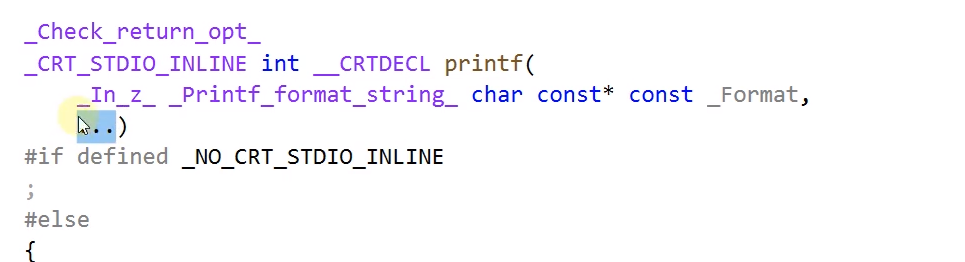 _Check_return_opt_
_CRT_STDIO_INLINE int __CRTDECL printf(
_In_z_ _Printf_format_string_ char const* const _Format,
...)
#if defined _NO_CRT_STDIO_INLINE
;
#else
{